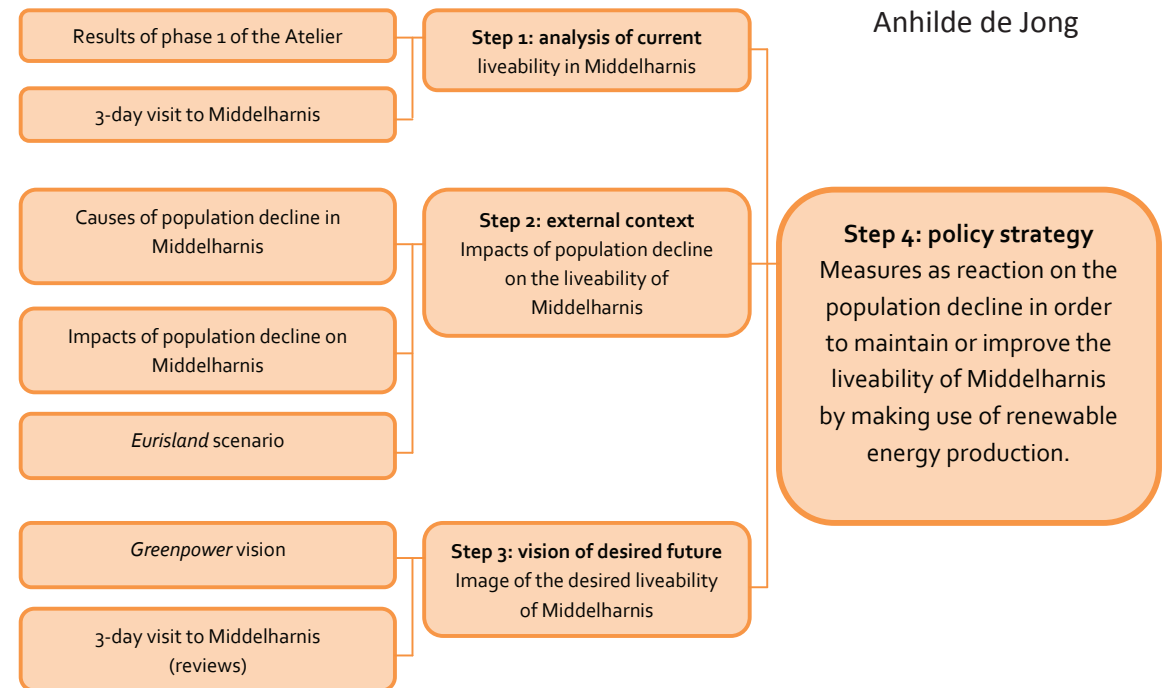 Anhilde de Jong
Results of phase 1 of the Atelier
3-day visit to Middelharnis
Step 1: analysis of current
liveability in Middelharnis
Causes of population decline in
Middelharnis
Impacts of population decline on
Middelharnis
Eurisland scenario
Step 2: external context
Impacts of population decline
on the liveability of
Middelharnis
Greenpower vision
3-day visit to Middelharnis
(reviews)
Step 3: vision of desired future
Image of the desired liveability
of Middelharnis
Step 4: policy strategy
Measures as reaction on the
population decline in order
to maintain or improve the
liveability of Middelharnis
by making use of renewable
energy production.